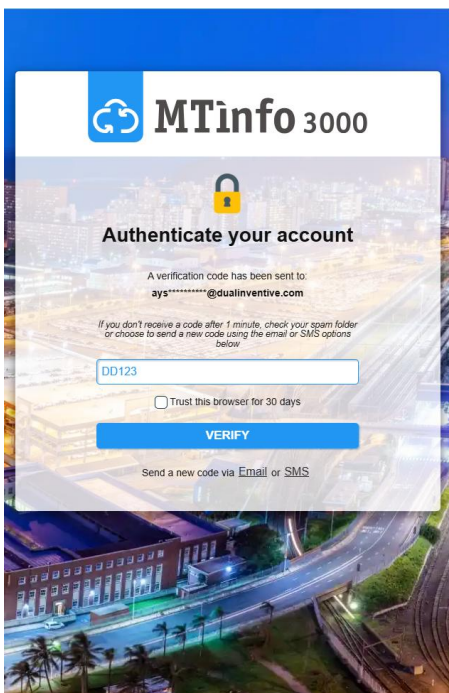 MTinfo 3000
Authenticate your account
A verification code has been sent to:
ays**********@dualinventive.com
If you don't receive a code after 1 minute, check your spam folder
or choose to send a new code using the email or SMS options
below
DD123
Trust this browser for 30 days
VERIFY
Send a new code via Email or SMS